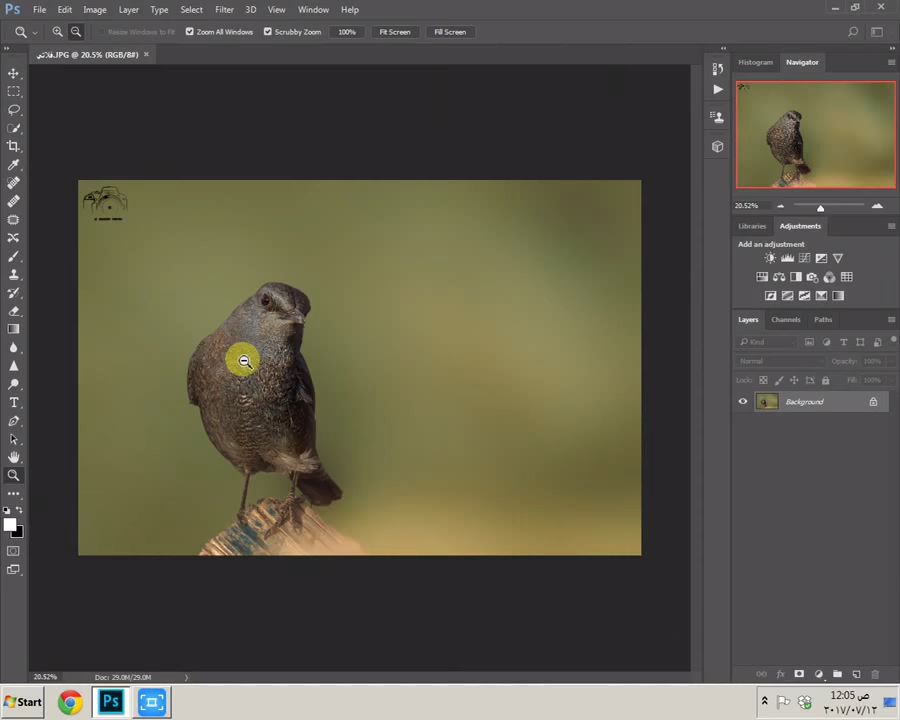 Ps File Edit Image Layer Type Select Filter 3D View Window Help
Resize Windows to Fit Zoom All Windows Scrubby Zoom 100% Fit Screen Fill Screen
فلاتي.JPG @ 20.5% (RGB/8#) ×
Histogram Navigator
20.52%
Libraries Adjustments
Add an adjustment
Layers Channels Paths
Kind
Normal Opacity: 100%
Lock: Fill: 100%
Background
20.52% Doc: 29.0M/29.0M
Start Ps 12:05 ص
٢٠١٧/٠٧/١٢